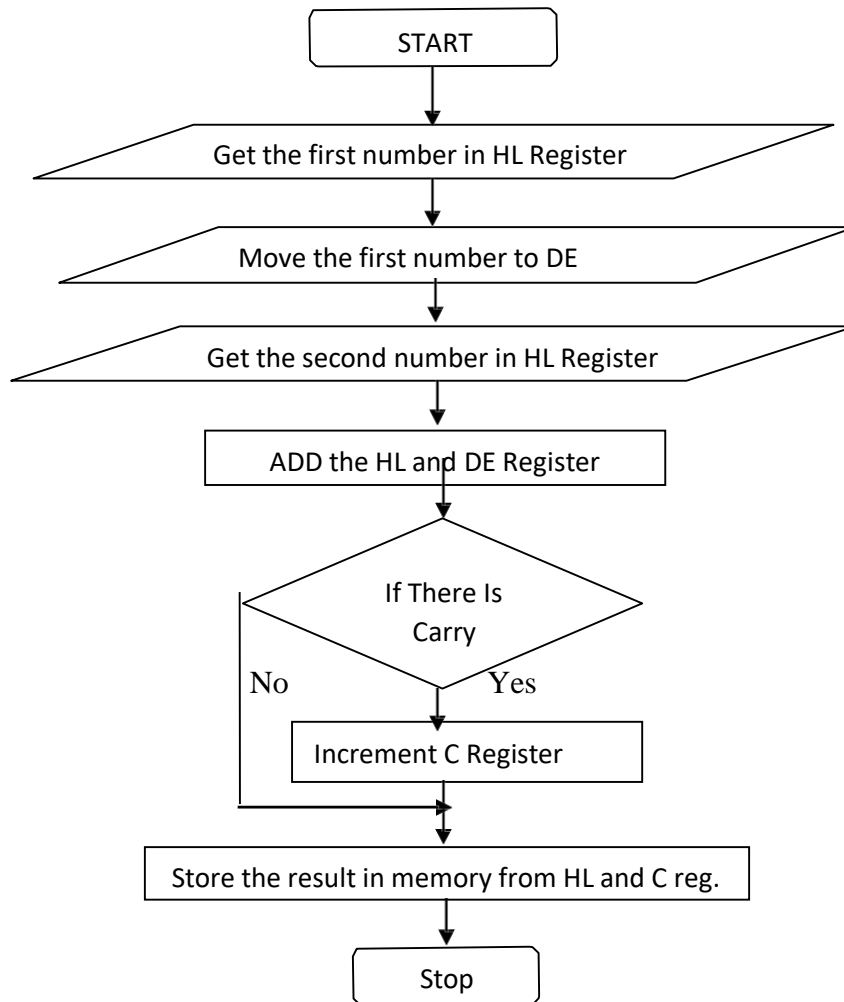 START
Get the first number in HL Register
Move the first number to DE
Get the second number in HL Register
ADD the HL and DE Register
If There Is
Carry
No
Yes
Increment C Register
Store the result in memory from HL and C reg.
Stop